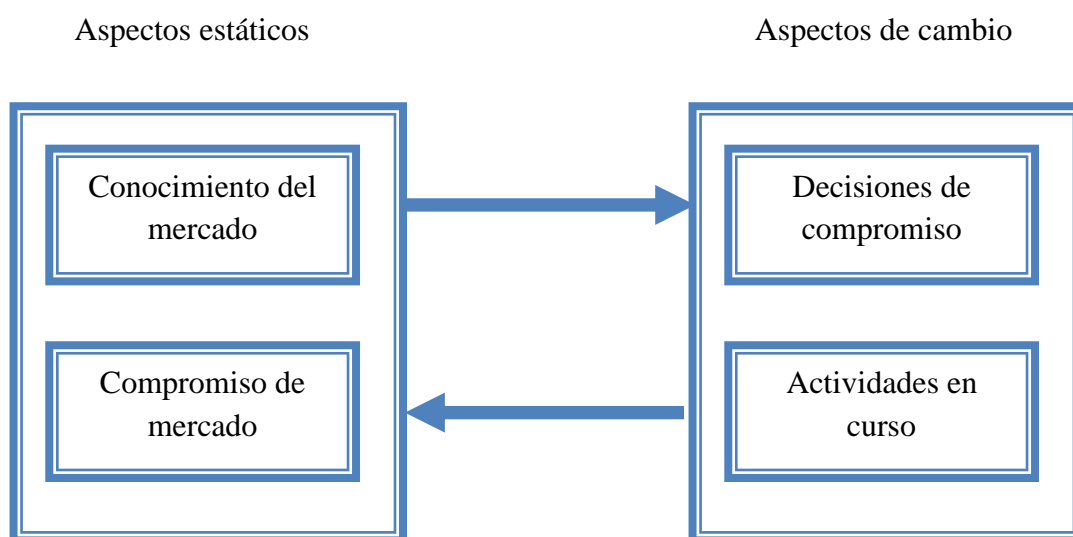 Aspectos estáticos
Aspectos de cambio
Conocimiento del
mercado
Decisiones de
compromiso
Compromiso de
mercado
Actividades en
curso